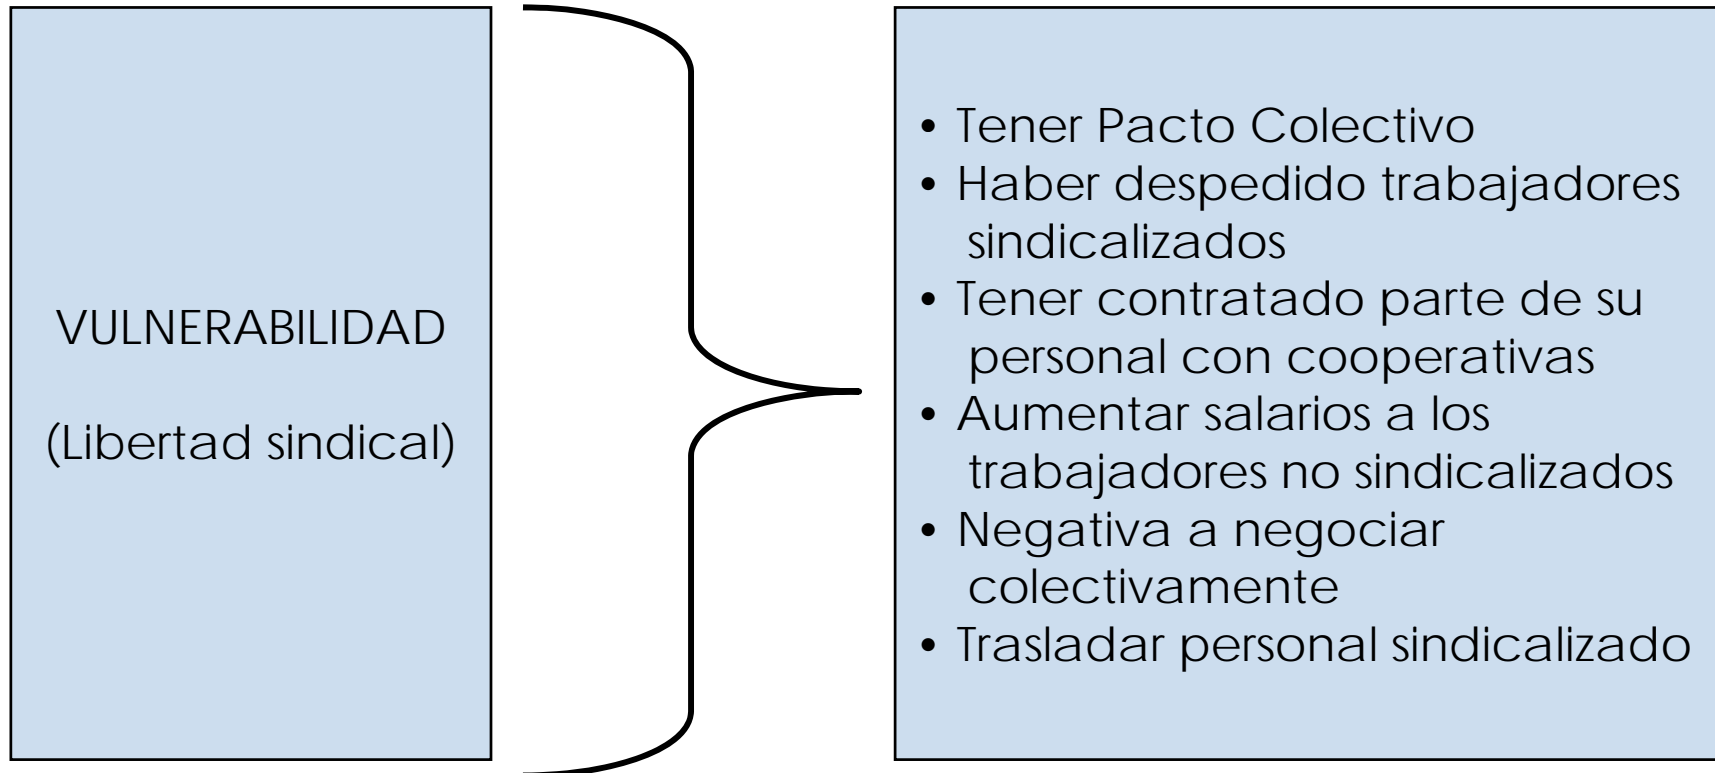 VULNERABILIDAD
(Libertad sindical)
• Tener Pacto Colectivo
• Haber despedido trabajadores
sindicalizados
• Tener contratado parte de su
personal con cooperativas
• Aumentar salarios a los
trabajadores no sindicalizados
• Negativa a negociar
colectivamente
• Trasladar personal sindicalizado